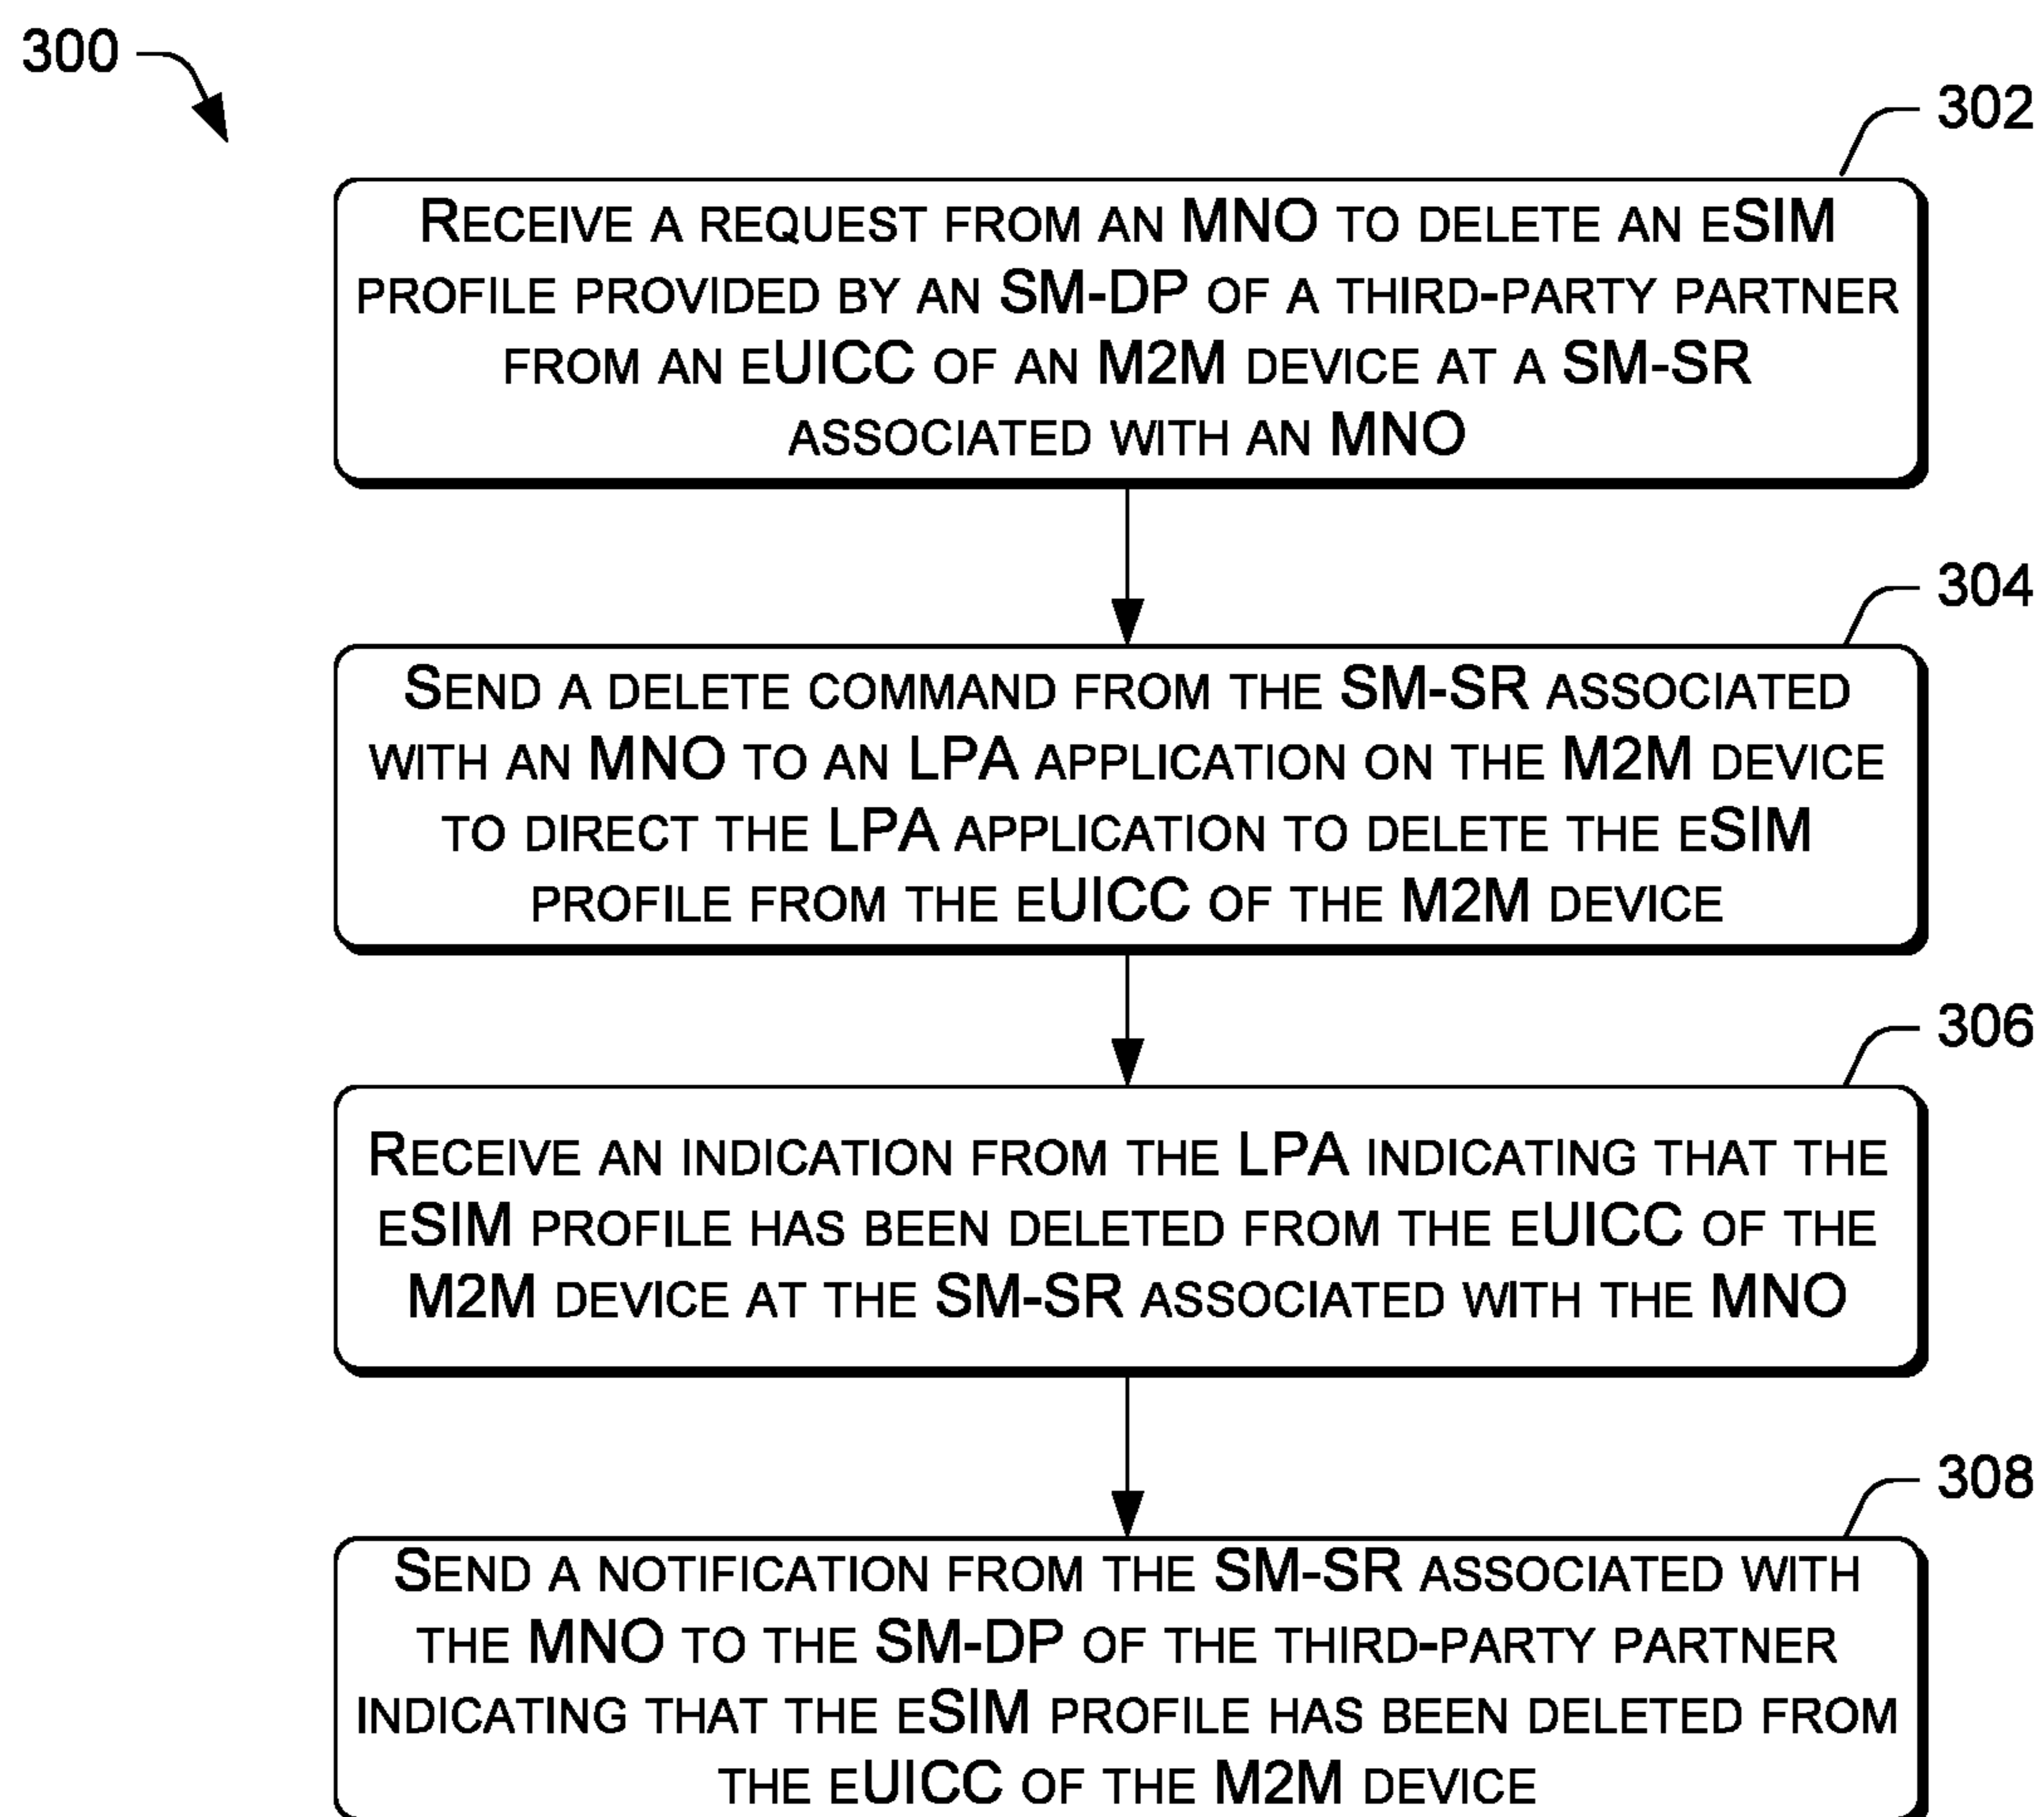 300
302
RECEIVE A REQUEST FROM AN MNO TO DELETE AN ESIM
PROFILE PROVIDED BY AN SM-DP OF A THIRD-PARTY PARTNER
FROM AN EUICC OF AN M2M DEVICE AT A SM-SR
ASSOCIATED WITH AN MNO
304
SEND A DELETE COMMAND FROM THE SM-SR ASSOCIATED
WITH AN MNO TO AN LPA APPLICATION ON THE M2M DEVICE
TO DIRECT THE LPA APPLICATION TO DELETE THE ESIM
PROFILE FROM THE EUICC OF THE M2M DEVICE
306
RECEIVE AN INDICATION FROM THE LPA INDICATING THAT THE
ESIM PROFILE HAS BEEN DELETED FROM THE EUICC OF THE
M2M DEVICE AT THE SM-SR ASSOCIATED WITH THE MNO
308
SEND A NOTIFICATION FROM THE SM-SR ASSOCIATED WITH
THE MNO TO THE SM-DP OF THE THIRD-PARTY PARTNER
INDICATING THAT THE ESIM PROFILE HAS BEEN DELETED FROM
THE EUICC OF THE M2M DEVICE